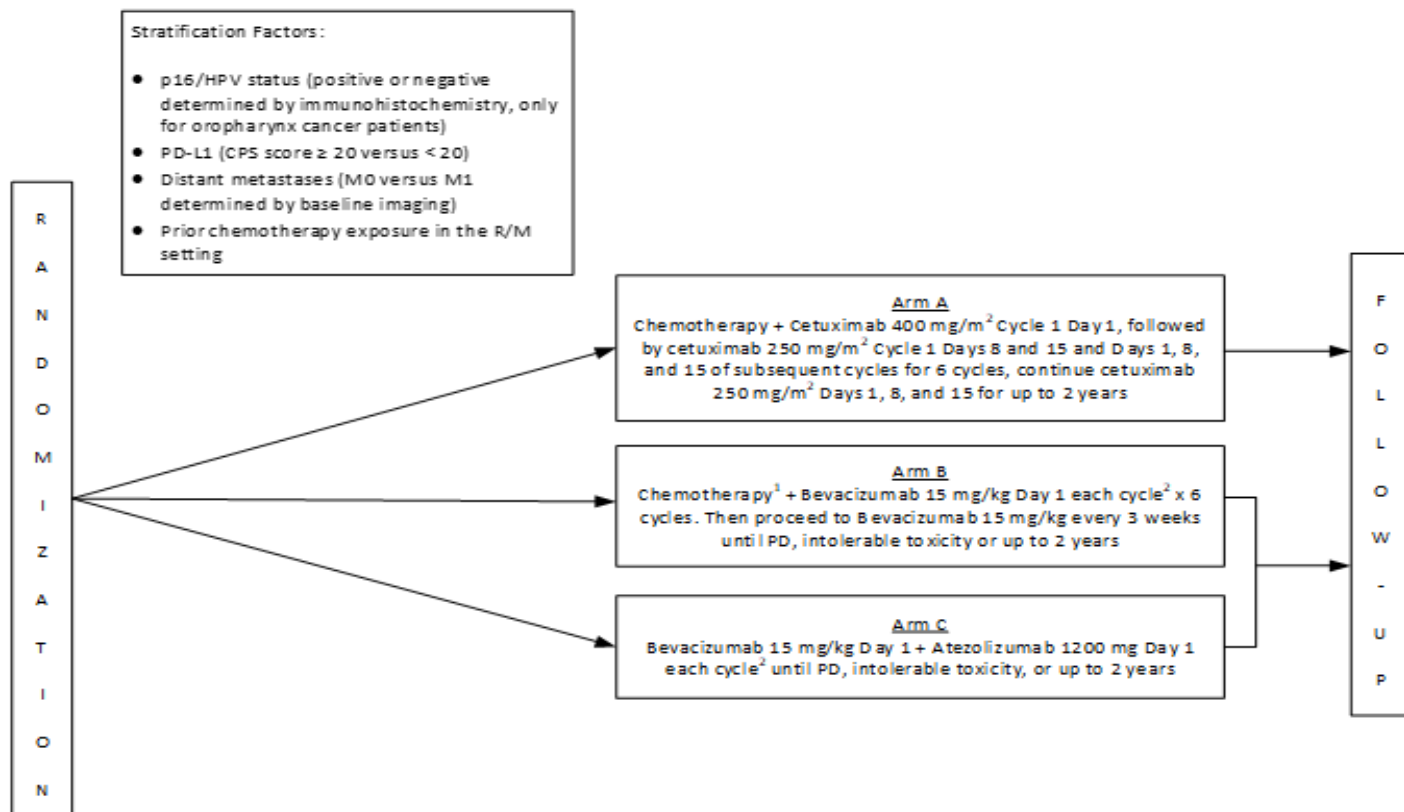 Stratification Factors:
● p16/HPV status (positive or negative
determined by immunohistochemistry, only
for oropharynx cancer patients)
● PD-L1 (CPS score ≥ 20 versus < 20)
● Distant metastases (M0 versus M1
determined by baseline imaging)
● Prior chemotherapy exposure in the R/M
setting
R
A
N
D
O
M
I
Z
A
T
I
O
N
Arm A
Chemotherapy + Cetuximab 400 mg/m² Cycle 1 Day 1, followed
by cetuximab 250 mg/m² Cycle 1 Days 8 and 15 and Days 1, 8,
and 15 of subsequent cycles for 6 cycles, continue cetuximab
250 mg/m² Days 1, 8, and 15 for up to 2 years
Arm B
Chemotherapy¹ + Bevacizumab 15 mg/kg Day 1 each cycle² x 6
cycles. Then proceed to Bevacizumab 15 mg/kg every 3 weeks
until PD, intolerable toxicity or up to 2 years
Arm C
Bevacizumab 15 mg/kg Day 1 + Atezolizumab 1200 mg Day 1
each cycle² until PD, intolerable toxicity, or up to 2 years
F
O
L
L
O
W
-
U
P